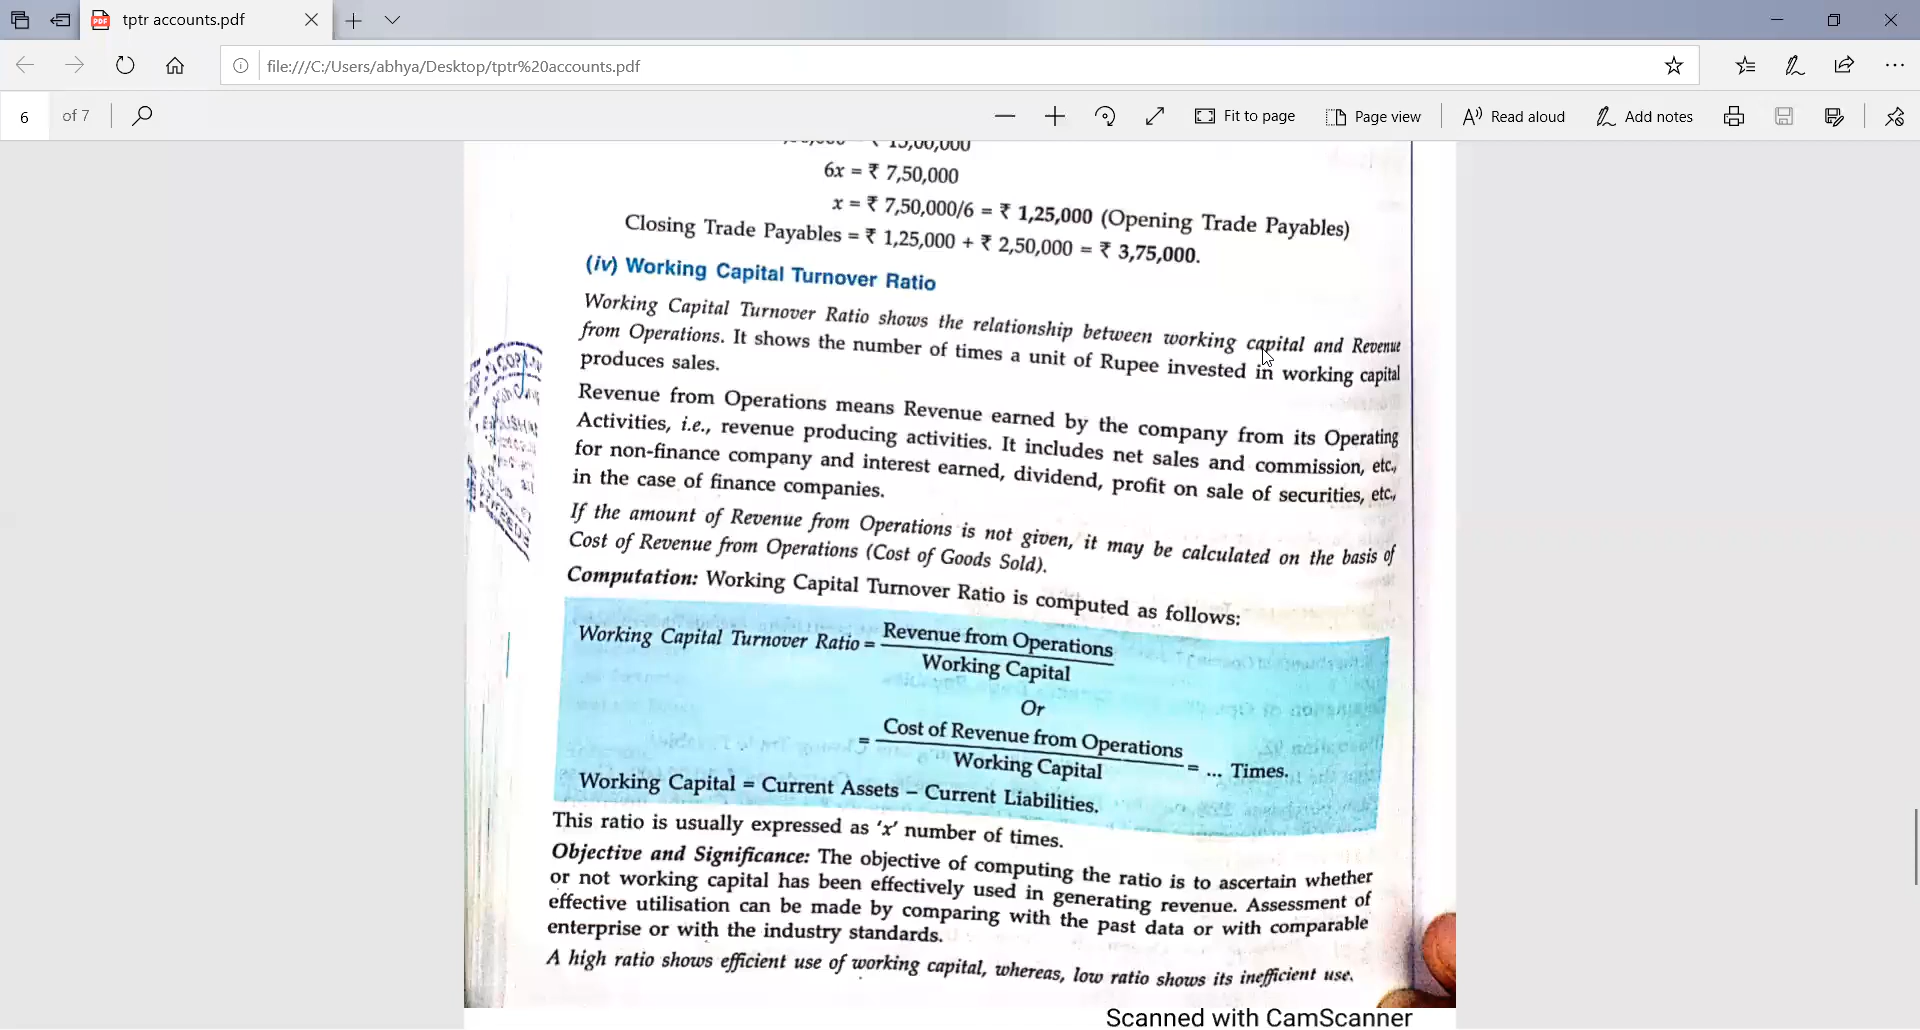 tptr accounts.pdf
file:///C:/Users/abhya/Desktop/tptr%20accounts.pdf
6 of 7 Fit to page Page view Read aloud Add notes
₹ 15,00,000
6x = ₹ 7,50,000
x = ₹ 7,50,000/6 = ₹ 1,25,000 (Opening Trade Payables)
Closing Trade Payables = ₹ 1,25,000 + ₹ 2,50,000 = ₹ 3,75,000.
(iv) Working Capital Turnover Ratio
Working Capital Turnover Ratio shows the relationship between working capital and Revenue
from Operations. It shows the number of times a unit of Rupee invested in working capital
produces sales.
Revenue from Operations means Revenue earned by the company from its Operating
Activities, i.e., revenue producing activities. It includes net sales and commission, etc.,
for non-finance company and interest earned, dividend, profit on sale of securities, etc.,
in the case of finance companies.
If the amount of Revenue from Operations is not given, it may be calculated on the basis of
Cost of Revenue from Operations (Cost of Goods Sold).
Computation: Working Capital Turnover Ratio is computed as follows:
Working Capital Turnover Ratio = Revenue from Operations
Working Capital
Or
= Cost of Revenue from Operations
Working Capital = ... Times.
Working Capital = Current Assets – Current Liabilities.
This ratio is usually expressed as 'x' number of times.
Objective and Significance: The objective of computing the ratio is to ascertain whether
or not working capital has been effectively used in generating revenue. Assessment of
effective utilisation can be made by comparing with the past data or with comparable
enterprise or with the industry standards.
A high ratio shows efficient use of working capital, whereas, low ratio shows its inefficient use.
Scanned with CamScanner